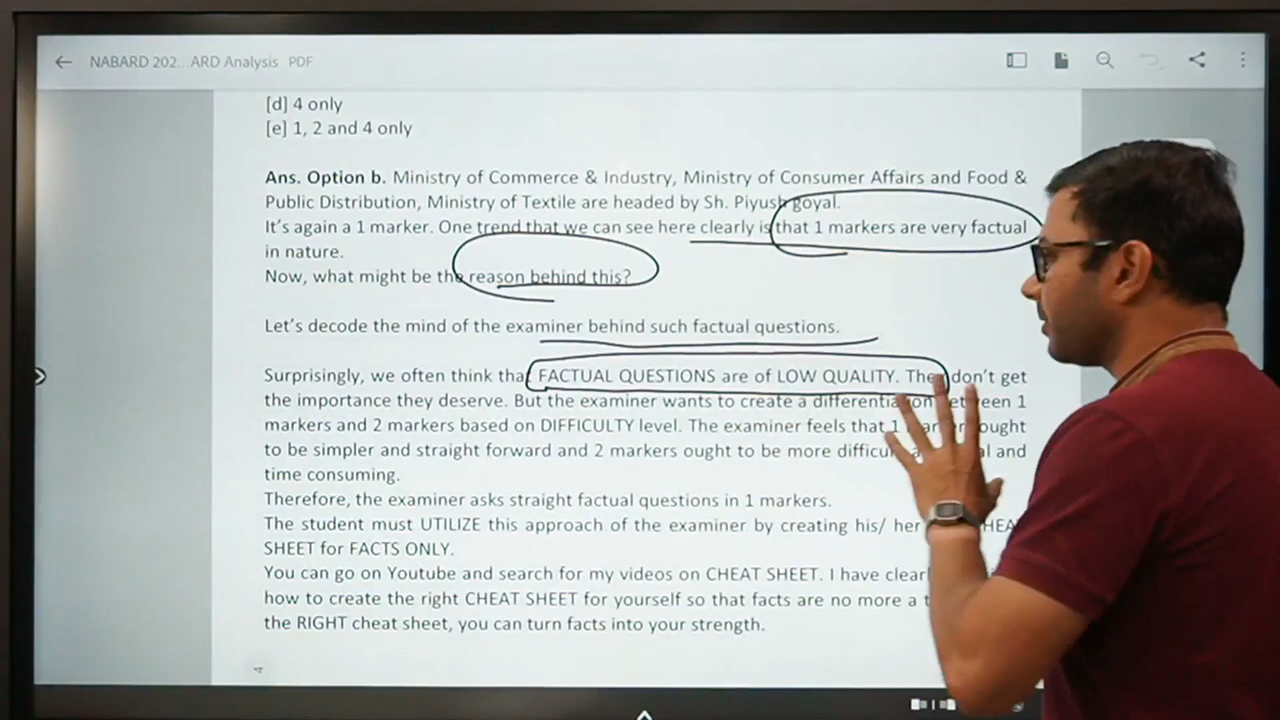 NABARD 202...ARD Analysis PDF
[d] 4 only
[e] 1, 2 and 4 only
Ans. Option b. Ministry of Commerce & Industry, Ministry of Consumer Affairs and Food &
Public Distribution, Ministry of Textile are headed by Sh. Piyush goyal.
It's again a 1 marker. One trend that we can see here clearly is that 1 markers are very factual
in nature.
Now, what might be the reason behind this?
Let's decode the mind of the examiner behind such factual questions.
Surprisingly, we often think that FACTUAL QUESTIONS are of LOW QUALITY. They don't get
the importance they deserve. But the examiner wants to create a differentiation between 1
markers and 2 markers based on DIFFICULTY level. The examiner feels that 1 ought
to be simpler and straight forward and 2 markers ought to be more difficult and
time consuming.
Therefore, the examiner asks straight factual questions in 1 markers.
The student must UTILIZE this approach of the examiner by creating his/ her
SHEET for FACTS ONLY.
You can go on Youtube and search for my videos on CHEAT SHEET. I have
how to create the right CHEAT SHEET for yourself so that facts are no more a
the RIGHT cheat sheet, you can turn facts into your strength.
4